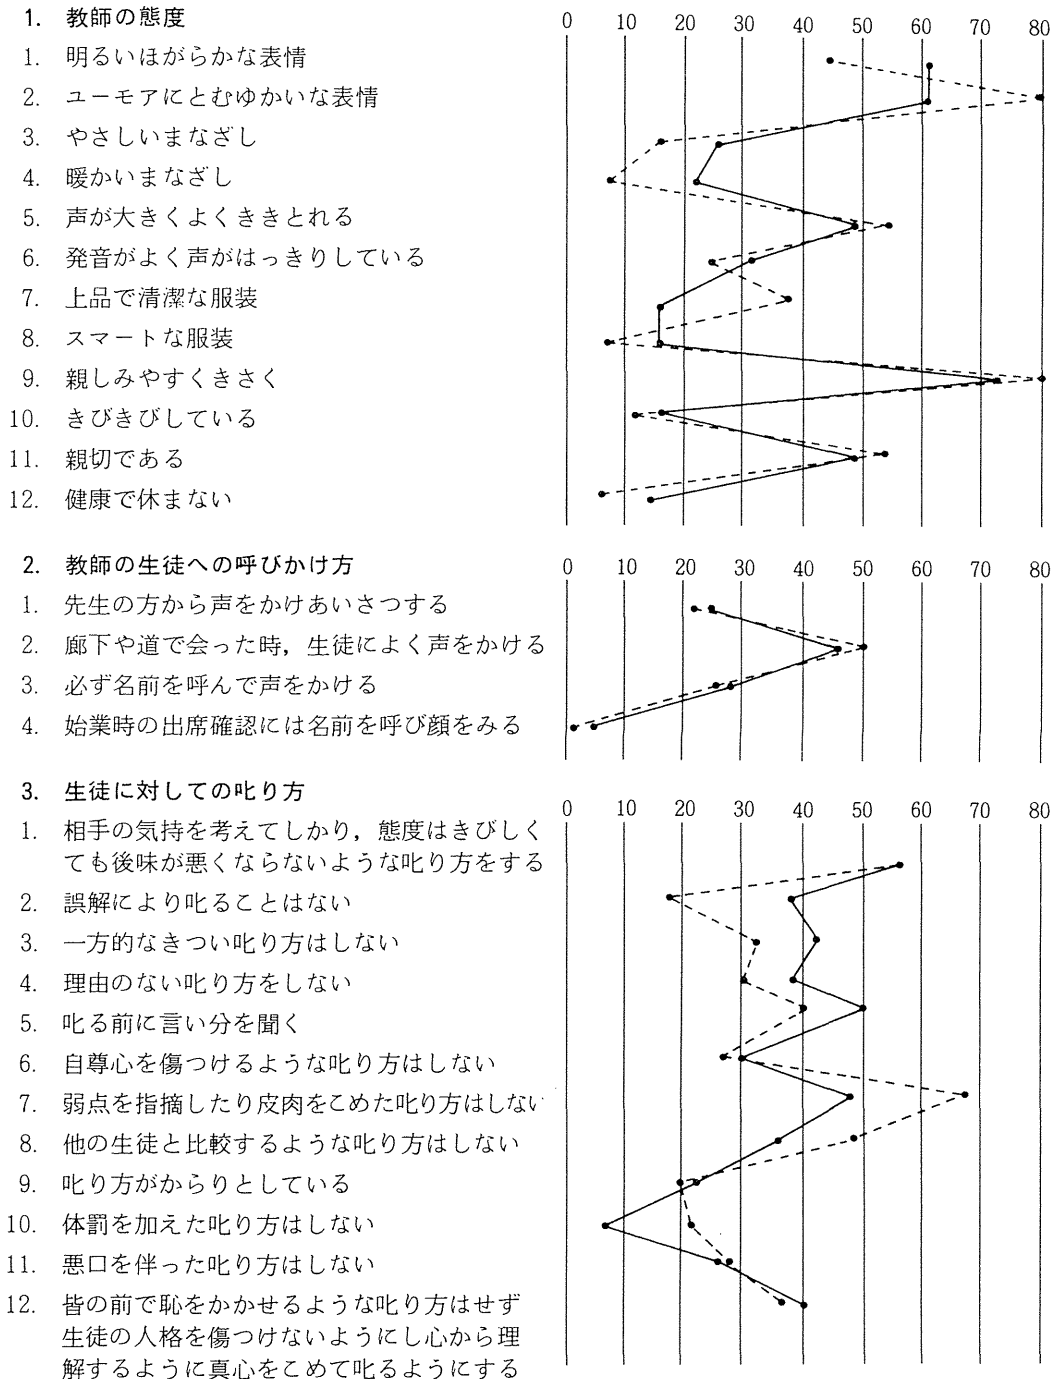 1. 教師の態度
0 10 20 30 40 50 60 70 80
1. 明るいほがらかな表情
2. ユーモアにとむゆかいな表情
3. やさしいまなざし
4. 暖かいまなざし
5. 声が大きくよくききとれる
6. 発音がよく声がはっきりしている
7. 上品で清潔な服装
8. スマートな服装
9. 親しみやすくきさく
10. きびきびしている
11. 親切である
12. 健康で休まない
2. 教師の生徒への呼びかけ方
0 10 20 30 40 50 60 70 80
1. 先生の方から声をかけあいさつする
2. 廊下や道で会った時，生徒によく声をかける
3. 必ず名前を呼んで声をかける
4. 始業時の出席確認には名前を呼び顔をみる
3. 生徒に対しての叱り方
0 10 20 30 40 50 60 70 80
1. 相手の気持を考えてしかり，態度はきびしく
ても後味が悪くならないような叱り方をする
2. 誤解により叱ることはない
3. 一方的なきつい叱り方はしない
4. 理由のない叱り方をしない
5. 叱る前に言い分を聞く
6. 自尊心を傷つけるような叱り方はしない
7. 弱点を指摘したり皮肉をこめた叱り方はしない
8. 他の生徒と比較するような叱り方はしない
9. 叱り方がからりとしている
10. 体罰を加えた叱り方はしない
11. 悪口を伴った叱り方はしない
12. 皆の前で恥をかかせるような叱り方はせず
生徒の人格を傷つけないようにし心から理
解するように真心をこめて叱るようにする